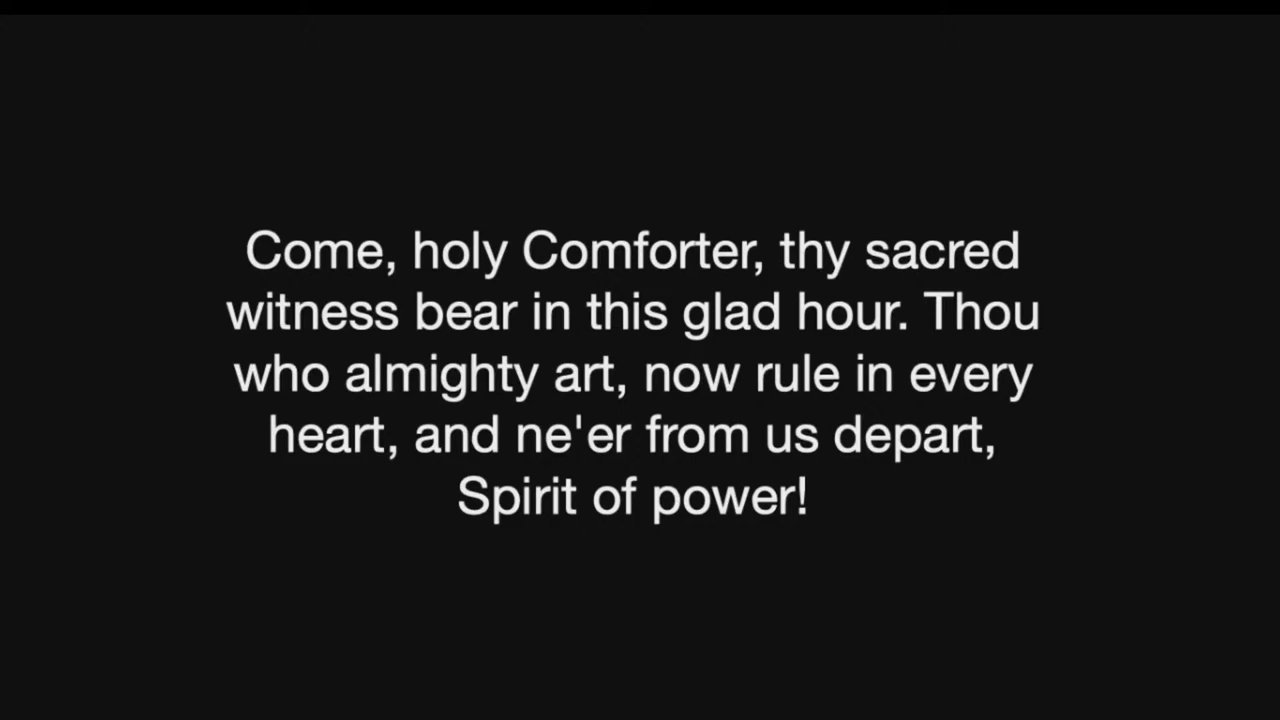 Come, holy Comforter, thy sacred
witness bear in this glad hour. Thou
who almighty art, now rule in every
heart, and ne'er from us depart,
Spirit of power!